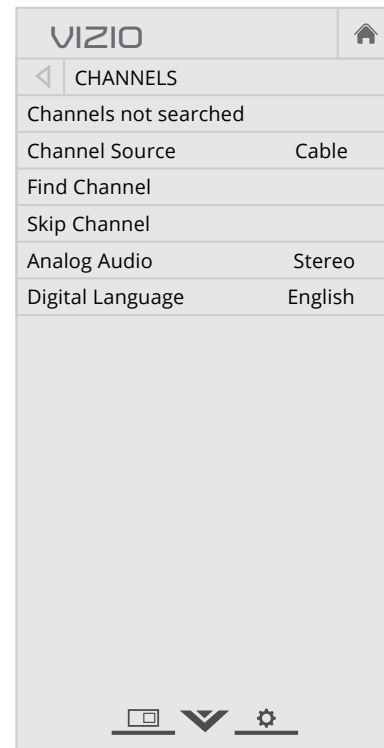 VIZIO
CHANNELS
Channels not searched
Channel Source Cable
Find Channel
Skip Channel
Analog Audio Stereo
Digital Language English